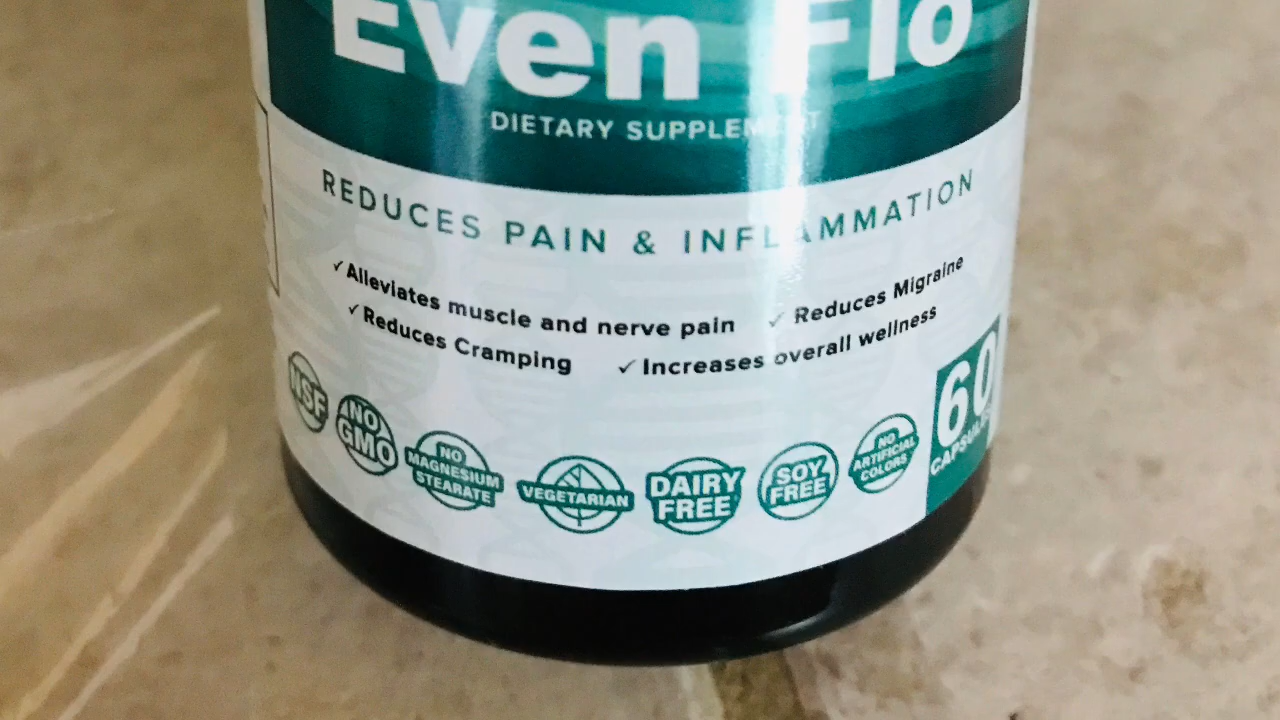 Even Flo
DIETARY SUPPLEMENT
REDUCES PAIN & INFLAMMATION
✓Alleviates muscle and nerve pain ✓ Reduces Migraine
✓Reduces Cramping ✓Increases overall wellness
NSF
NO
GMO
NO
MAGNESIUM
STEARATE
VEGETARIAN
DAIRY
FREE
SOY
FREE
NO
ARTIFICIAL
COLORS
60
CAPSULES